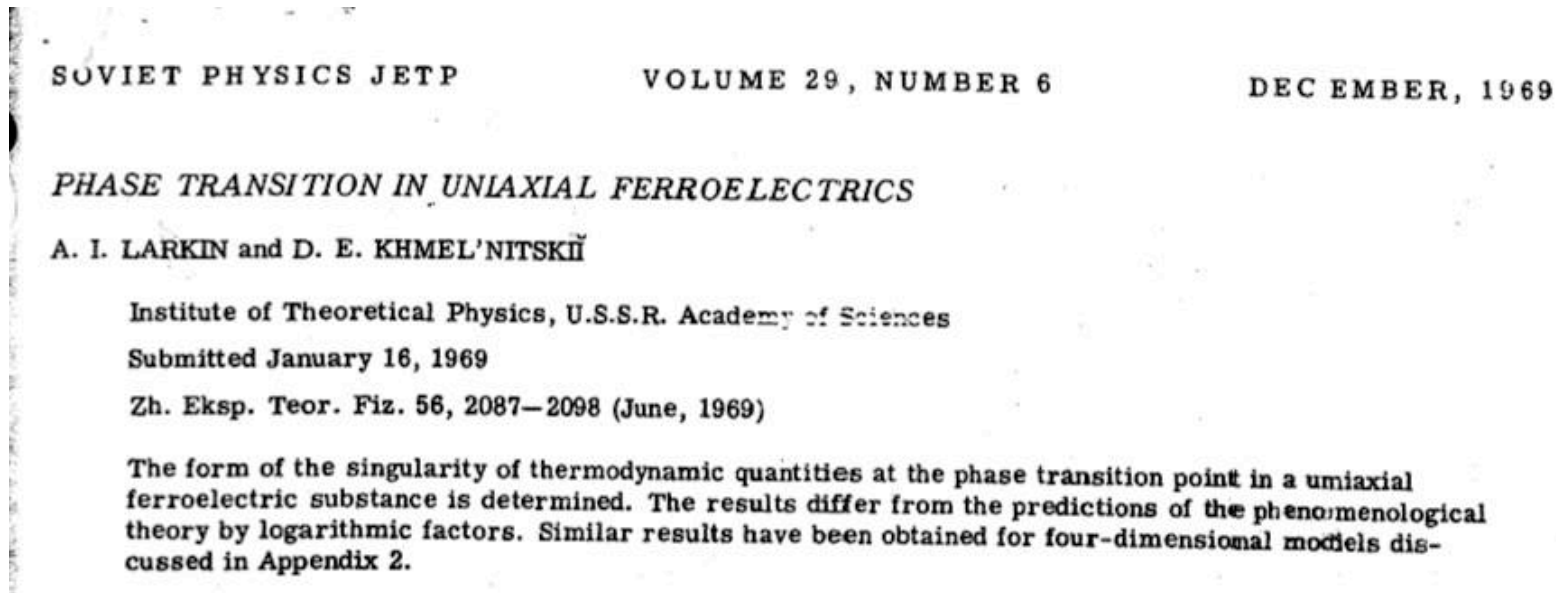 SOVIET PHYSICS JETP VOLUME 29, NUMBER 6 DECEMBER, 1969
PHASE TRANSITION IN UNIAXIAL FERROELECTRICS
A. I. LARKIN and D. E. KHMEL'NITSKIĬ
Institute of Theoretical Physics, U.S.S.R. Academy of Sciences
Submitted January 16, 1969
Zh. Eksp. Teor. Fiz. 56, 2087—2098 (June, 1969)
The form of the singularity of thermodynamic quantities at the phase transition point in a umiaxial
ferroelectric substance is determined. The results differ from the predictions of the phenomenological
theory by logarithmic factors. Similar results have been obtained for four-dimensional models dis-
cussed in Appendix 2.